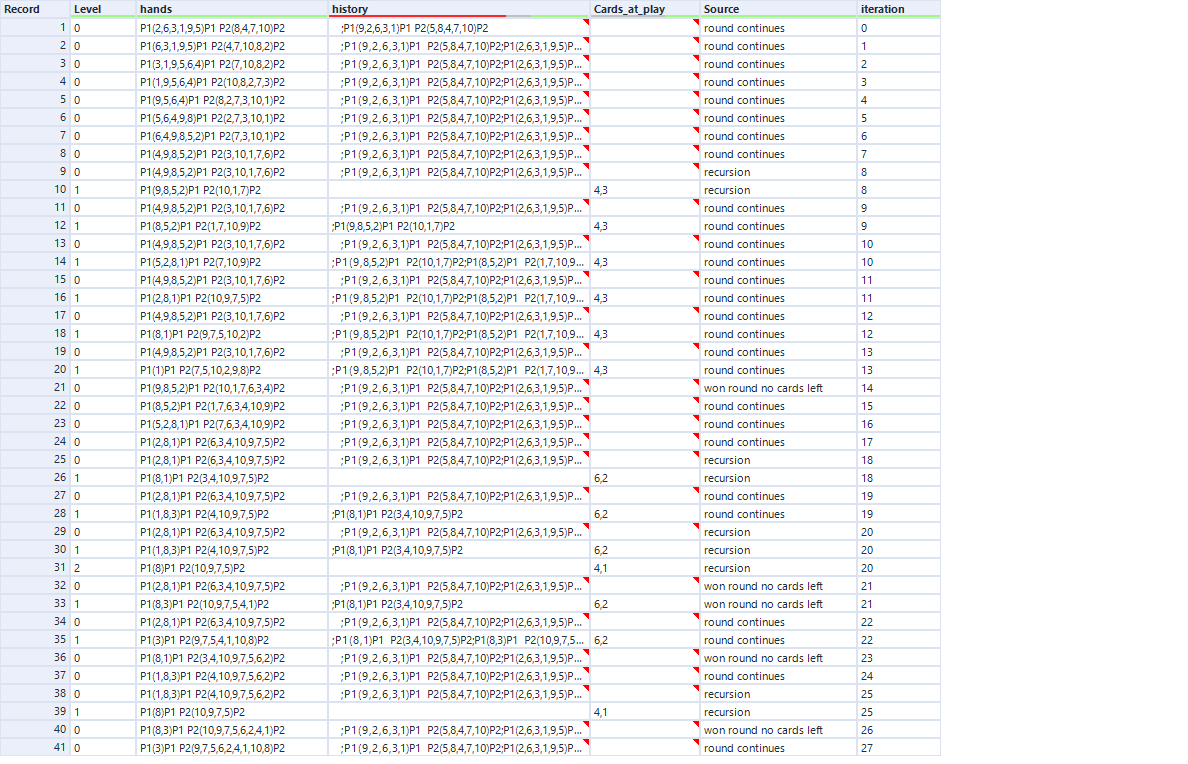 Record Level hands history Cards_at_play Source iteration
1 0 P1(2,6,3,1,9,5)P1 P2(8,4,7,10)P2 ;P1(9,2,6,3,1)P1 P2(5,8,4,7,10)P2 round continues 0
2 0 P1(6,3,1,9,5)P1 P2(4,7,10,8,2)P2 ;P1(9,2,6,3,1)P1 P2(5,8,4,7,10)P2;P1(2,6,3,1,9,5)P... round continues 1
3 0 P1(3,1,9,5,6,4)P1 P2(7,10,8,2)P2 ;P1(9,2,6,3,1)P1 P2(5,8,4,7,10)P2;P1(2,6,3,1,9,5)P... round continues 2
4 0 P1(1,9,5,6,4)P1 P2(10,8,2,7,3)P2 ;P1(9,2,6,3,1)P1 P2(5,8,4,7,10)P2;P1(2,6,3,1,9,5)P... round continues 3
5 0 P1(9,5,6,4)P1 P2(8,2,7,3,10,1)P2 ;P1(9,2,6,3,1)P1 P2(5,8,4,7,10)P2;P1(2,6,3,1,9,5)P... round continues 4
6 0 P1(5,6,4,9,8)P1 P2(2,7,3,10,1)P2 ;P1(9,2,6,3,1)P1 P2(5,8,4,7,10)P2;P1(2,6,3,1,9,5)P... round continues 5
7 0 P1(6,4,9,8,5,2)P1 P2(7,3,10,1)P2 ;P1(9,2,6,3,1)P1 P2(5,8,4,7,10)P2;P1(2,6,3,1,9,5)P... round continues 6
8 0 P1(4,9,8,5,2)P1 P2(3,10,1,7,6)P2 ;P1(9,2,6,3,1)P1 P2(5,8,4,7,10)P2;P1(2,6,3,1,9,5)P... round continues 7
9 0 P1(4,9,8,5,2)P1 P2(3,10,1,7,6)P2 ;P1(9,2,6,3,1)P1 P2(5,8,4,7,10)P2;P1(2,6,3,1,9,5)P... recursion 8
10 1 P1(9,8,5,2)P1 P2(10,1,7)P2 4,3 recursion 8
11 0 P1(4,9,8,5,2)P1 P2(3,10,1,7,6)P2 ;P1(9,2,6,3,1)P1 P2(5,8,4,7,10)P2;P1(2,6,3,1,9,5)P... round continues 9
12 1 P1(8,5,2)P1 P2(1,7,10,9)P2 ;P1(9,8,5,2)P1 P2(10,1,7)P2 4,3 round continues 9
13 0 P1(4,9,8,5,2)P1 P2(3,10,1,7,6)P2 ;P1(9,2,6,3,1)P1 P2(5,8,4,7,10)P2;P1(2,6,3,1,9,5)P... round continues 10
14 1 P1(5,2,8,1)P1 P2(7,10,9)P2 ;P1(9,8,5,2)P1 P2(10,1,7)P2;P1(8,5,2)P1 P2(1,7,10,9... 4,3 round continues 10
15 0 P1(4,9,8,5,2)P1 P2(3,10,1,7,6)P2 ;P1(9,2,6,3,1)P1 P2(5,8,4,7,10)P2;P1(2,6,3,1,9,5)P... round continues 11
16 1 P1(2,8,1)P1 P2(10,9,7,5)P2 ;P1(9,8,5,2)P1 P2(10,1,7)P2;P1(8,5,2)P1 P2(1,7,10,9... 4,3 round continues 11
17 0 P1(4,9,8,5,2)P1 P2(3,10,1,7,6)P2 ;P1(9,2,6,3,1)P1 P2(5,8,4,7,10)P2;P1(2,6,3,1,9,5)P... round continues 12
18 1 P1(8,1)P1 P2(9,7,5,10,2)P2 ;P1(9,8,5,2)P1 P2(10,1,7)P2;P1(8,5,2)P1 P2(1,7,10,9... 4,3 round continues 12
19 0 P1(4,9,8,5,2)P1 P2(3,10,1,7,6)P2 ;P1(9,2,6,3,1)P1 P2(5,8,4,7,10)P2;P1(2,6,3,1,9,5)P... round continues 13
20 1 P1(1)P1 P2(7,5,10,2,9,8)P2 ;P1(9,8,5,2)P1 P2(10,1,7)P2;P1(8,5,2)P1 P2(1,7,10,9... 4,3 round continues 13
21 0 P1(9,8,5,2)P1 P2(10,1,7,6,3,4)P2 ;P1(9,2,6,3,1)P1 P2(5,8,4,7,10)P2;P1(2,6,3,1,9,5)P... won round no cards left 14
22 0 P1(8,5,2)P1 P2(1,7,6,3,4,10,9)P2 ;P1(9,2,6,3,1)P1 P2(5,8,4,7,10)P2;P1(2,6,3,1,9,5)P... round continues 15
23 0 P1(5,2,8,1)P1 P2(7,6,3,4,10,9)P2 ;P1(9,2,6,3,1)P1 P2(5,8,4,7,10)P2;P1(2,6,3,1,9,5)P... round continues 16
24 0 P1(2,8,1)P1 P2(6,3,4,10,9,7,5)P2 ;P1(9,2,6,3,1)P1 P2(5,8,4,7,10)P2;P1(2,6,3,1,9,5)P... round continues 17
25 0 P1(2,8,1)P1 P2(6,3,4,10,9,7,5)P2 ;P1(9,2,6,3,1)P1 P2(5,8,4,7,10)P2;P1(2,6,3,1,9,5)P... recursion 18
26 1 P1(8,1)P1 P2(3,4,10,9,7,5)P2 6,2 recursion 18
27 0 P1(2,8,1)P1 P2(6,3,4,10,9,7,5)P2 ;P1(9,2,6,3,1)P1 P2(5,8,4,7,10)P2;P1(2,6,3,1,9,5)P... round continues 19
28 1 P1(1,8,3)P1 P2(4,10,9,7,5)P2 ;P1(8,1)P1 P2(3,4,10,9,7,5)P2 6,2 round continues 19
29 0 P1(2,8,1)P1 P2(6,3,4,10,9,7,5)P2 ;P1(9,2,6,3,1)P1 P2(5,8,4,7,10)P2;P1(2,6,3,1,9,5)P... recursion 20
30 1 P1(1,8,3)P1 P2(4,10,9,7,5)P2 ;P1(8,1)P1 P2(3,4,10,9,7,5)P2 6,2 recursion 20
31 2 P1(8)P1 P2(10,9,7,5)P2 4,1 recursion 20
32 0 P1(2,8,1)P1 P2(6,3,4,10,9,7,5)P2 ;P1(9,2,6,3,1)P1 P2(5,8,4,7,10)P2;P1(2,6,3,1,9,5)P... won round no cards left 21
33 1 P1(8,3)P1 P2(10,9,7,5,4,1)P2 ;P1(8,1)P1 P2(3,4,10,9,7,5)P2 6,2 won round no cards left 21
34 0 P1(2,8,1)P1 P2(6,3,4,10,9,7,5)P2 ;P1(9,2,6,3,1)P1 P2(5,8,4,7,10)P2;P1(2,6,3,1,9,5)P... round continues 22
35 1 P1(3)P1 P2(9,7,5,4,1,10,8)P2 ;P1(8,1)P1 P2(3,4,10,9,7,5)P2;P1(8,3)P1 P2(10,9,7,5... 6,2 round continues 22
36 0 P1(8,1)P1 P2(3,4,10,9,7,5,6,2)P2 ;P1(9,2,6,3,1)P1 P2(5,8,4,7,10)P2;P1(2,6,3,1,9,5)P... won round no cards left 23
37 0 P1(1,8,3)P1 P2(4,10,9,7,5,6,2)P2 ;P1(9,2,6,3,1)P1 P2(5,8,4,7,10)P2;P1(2,6,3,1,9,5)P... round continues 24
38 0 P1(1,8,3)P1 P2(4,10,9,7,5,6,2)P2 ;P1(9,2,6,3,1)P1 P2(5,8,4,7,10)P2;P1(2,6,3,1,9,5)P... recursion 25
39 1 P1(8)P1 P2(10,9,7,5)P2 4,1 recursion 25
40 0 P1(8,3)P1 P2(10,9,7,5,6,2,4,1)P2 ;P1(9,2,6,3,1)P1 P2(5,8,4,7,10)P2;P1(2,6,3,1,9,5)P... won round no cards left 26
41 0 P1(3)P1 P2(9,7,5,6,2,4,1,10,8)P2 ;P1(9,2,6,3,1)P1 P2(5,8,4,7,10)P2;P1(2,6,3,1,9,5)P... round continues 27